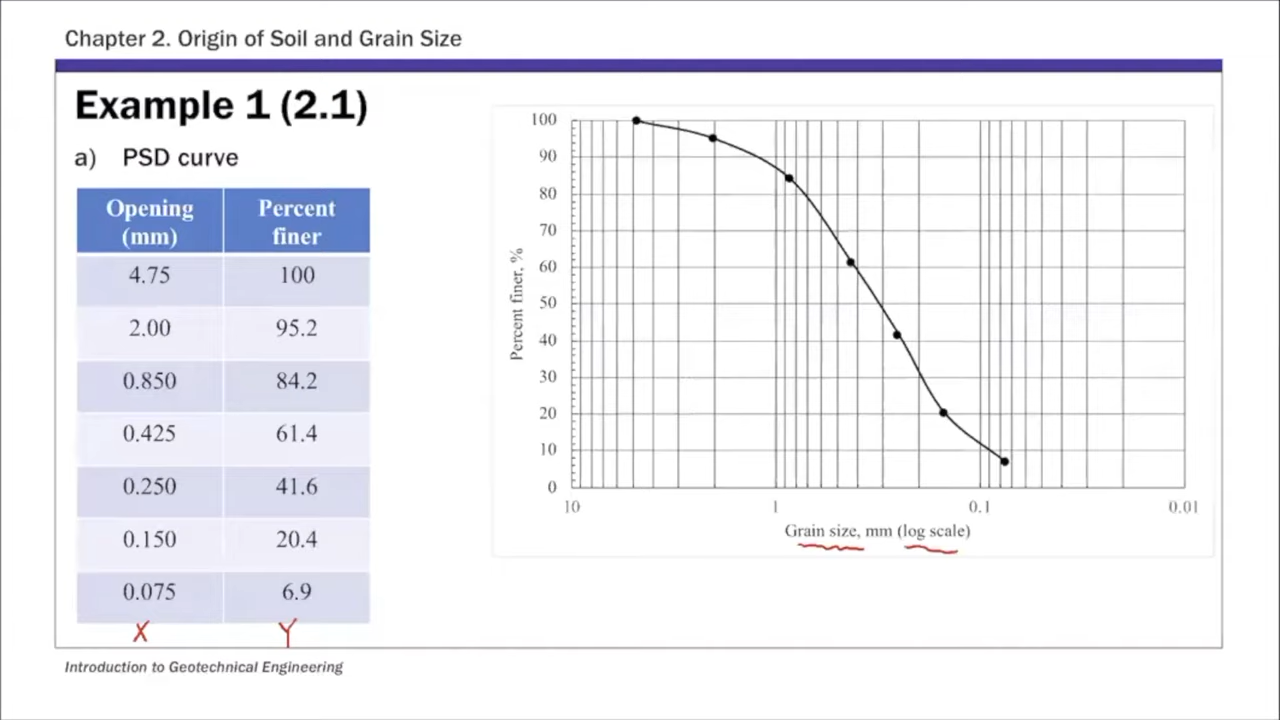 Chapter 2. Origin of Soil and Grain Size
Example 1 (2.1)
a) PSD curve
Opening (mm) Percent finer
4.75 100
2.00 95.2
0.850 84.2
0.425 61.4
0.250 41.6
0.150 20.4
0.075 6.9
X Y
Percent finer, %
100
90
80
70
60
50
40
30
20
10
0
10 1 0.1 0.01
Grain size, mm (log scale)
Introduction to Geotechnical Engineering